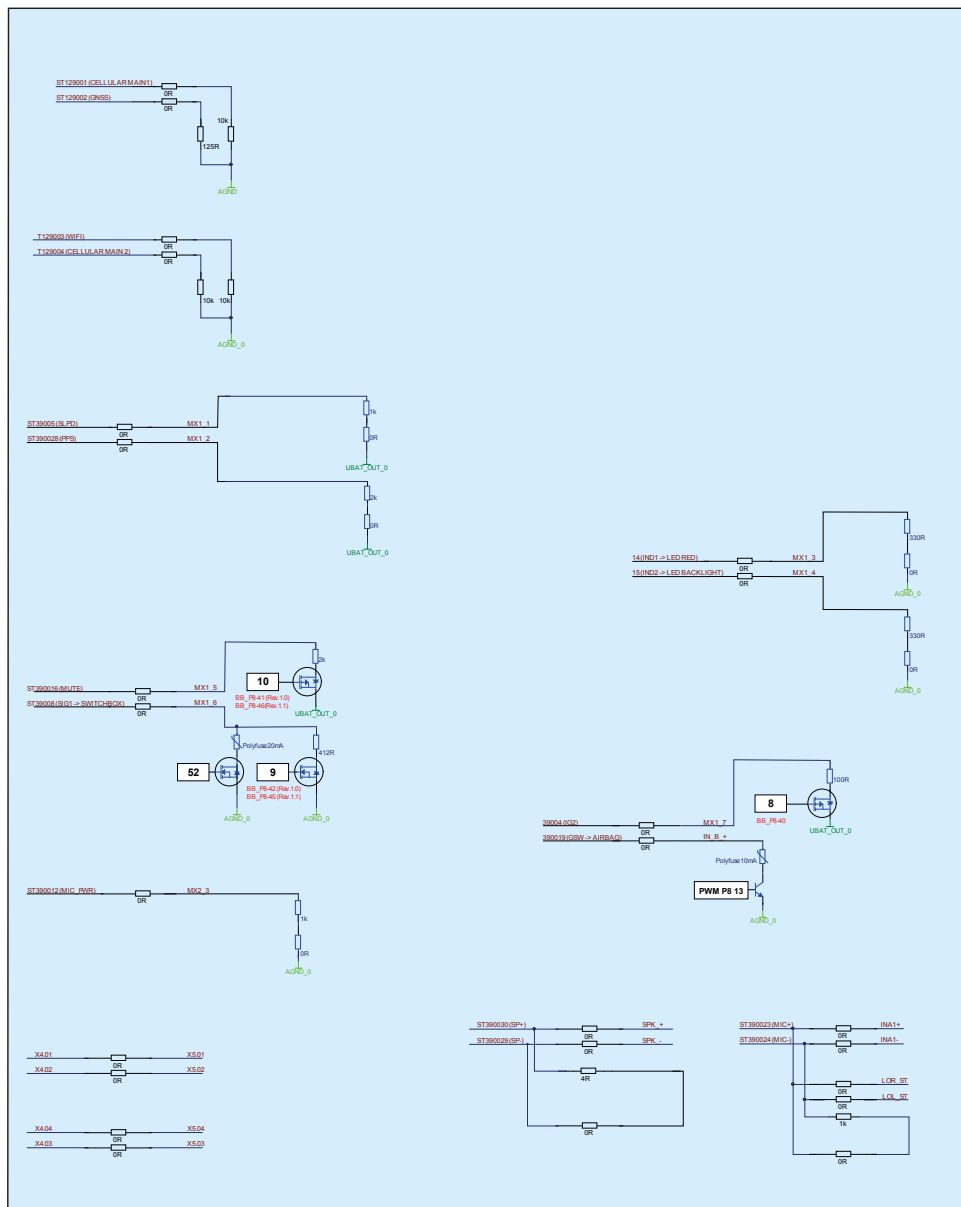 ST129001(CELLULAR MAIN1)
0R
ST129002(GNSS)
0R
10k
125R
AGND
T129003(WIFI)
0R
T129004(CELLULAR MAIN 2)
0R
10k
10k
AGND_0
1k
ST39005(SLPD)
0R
MX1_1
0R
ST390028(PPS)
0R
MX1_2
UBAT_OUT_0
2k
0R
UBAT_OUT_0
330R
14(IND1->LED RED)
0R
MX1_3
0R
15(IND2->LED BACKLIGHT)
0R
MX1_4
AGND_0
330R
0R
AGND_0
2k
10
ST390016(MUTE)
0R
MX1_5
BB_P8-41(Rev.1.0)
BB_P8-46(Rev.1.1)
ST39008(SIG1->SWITCHBOX)
0R
MX1_6
UBAT_OUT_0
Polyfuse20mA
412R
52
9
BB_P8-42(Rev.1.0)
BB_P8-45(Rev.1.1)
AGND_0
AGND_0
100R
8
BB_P8-40
39004(IG2)
0R
MX1_7
UBAT_OUT_0
390019(GSW->AIRBAG)
0R
IN_B_+
Polyfuse10mA
PWM P8 13
AGND_0
ST390012(MIC_PWR)
0R
MX2_3
1k
0R
AGND_0
ST390030(SP+)
0R
SPK_+
ST390029(SP-)
0R
SPK_-
4R
0R
ST390023(MIC+)
0R
INA1+
ST390024(MIC-)
0R
INA1-
0R
LOR_ST
0R
LOL_ST
1k
0R
X4.01
0R
X5.01
X4.02
0R
X5.02
X4.04
0R
X5.04
X4.03
0R
X5.03